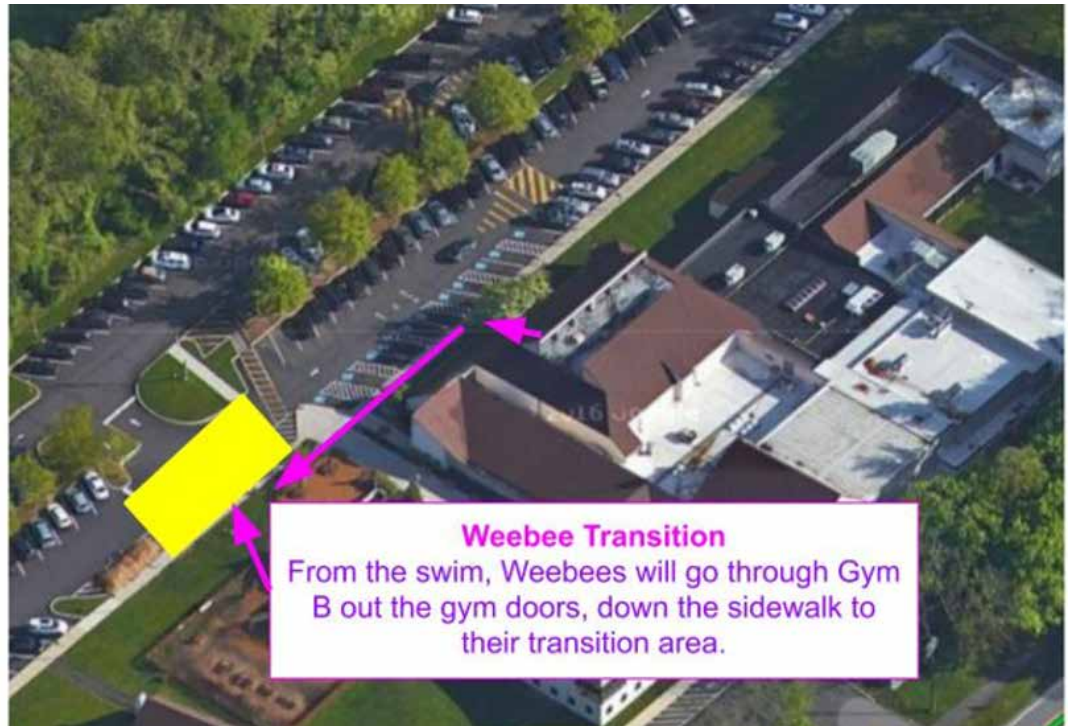 Weebee Transition
From the swim, Weebees will go through Gym
B out the gym doors, down the sidewalk to
their transition area.